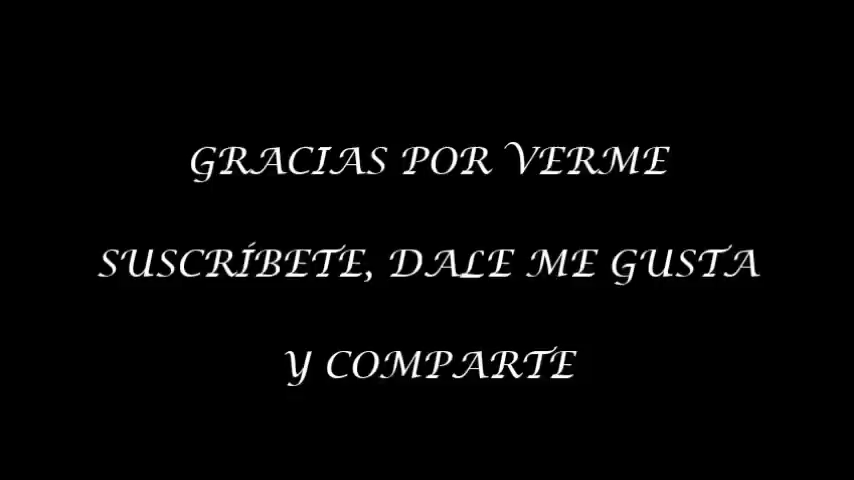 GRACIAS POR VERME
SUSCRÍBETE, DALE ME GUSTA
Y COMPARTE